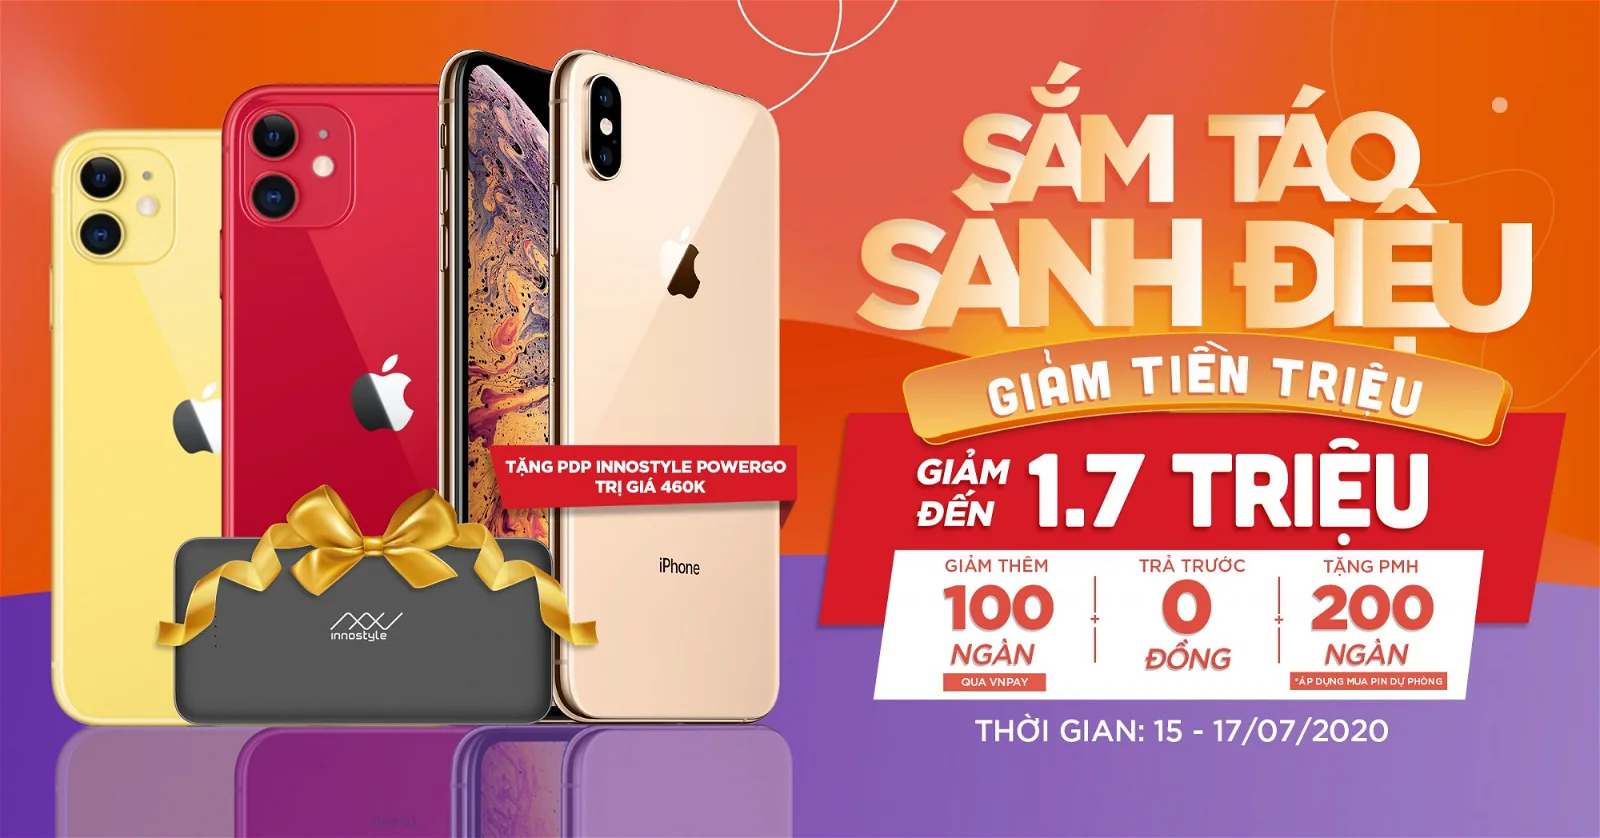 SẮM TÁO
SÀNH ĐIỆU
GIẢM TIỀN TRIỆU
GIẢM ĐẾN 1.7 TRIỆU
GIẢM THÊM
100
NGÀN
QUA VNPAY
+
TRẢ TRƯỚC
0
ĐỒNG
+
TẶNG PMH
200
NGÀN
*ÁP DỤNG MUA PIN DỰ PHÒNG
THỜI GIAN: 15 - 17/07/2020
TẶNG PDP INNOSTYLE POWERGO
TRỊ GIÁ 460K
iPhone
innostyle